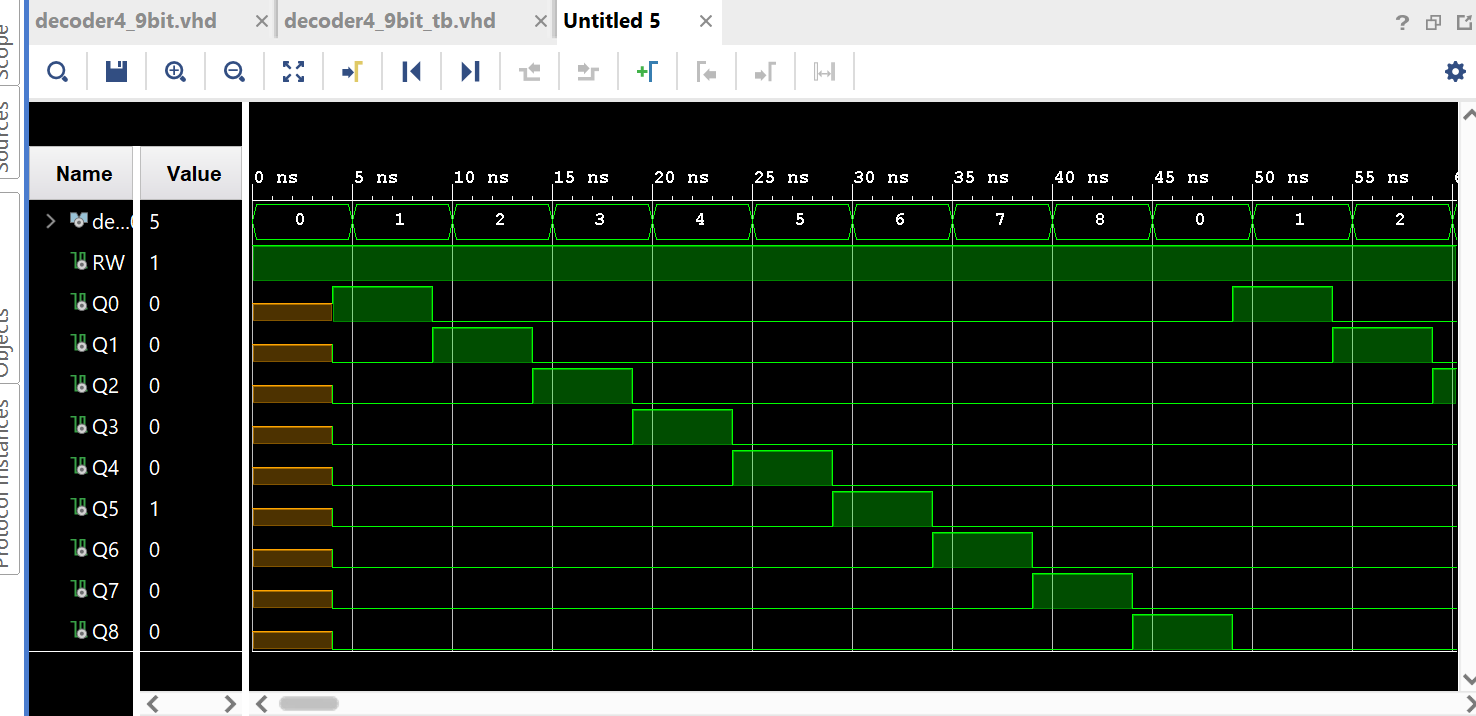 decoder4_9bit.vhd × decoder4_9bit_tb.vhd × Untitled 5 ×
Scope
Sources
Objects
Protocol Instances
Name Value
0 ns 5 ns 10 ns 15 ns 20 ns 25 ns 30 ns 35 ns 40 ns 45 ns 50 ns 55 ns
de... 5 0 1 2 3 4 5 6 7 8 0 1 2
RW 1
Q0 0
Q1 0
Q2 0
Q3 0
Q4 0
Q5 1
Q6 0
Q7 0
Q8 0